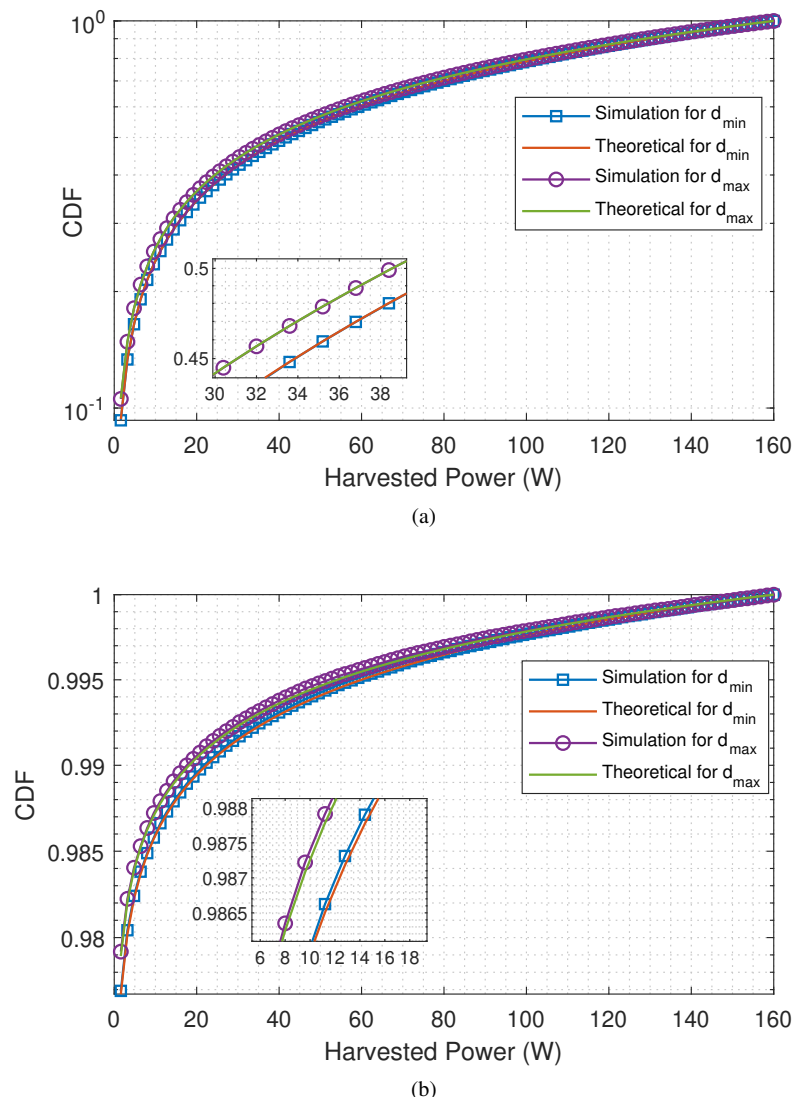 10^0
CDF
10^-1
Simulation for d_min
Theoretical for d_min
Simulation for d_max
Theoretical for d_max
0.5
0.45
30 32 34 36 38
0 20 40 60 80 100 120 140 160
Harvested Power (W)
(a)
1
0.995
0.99
0.985
0.98
CDF
Simulation for d_min
Theoretical for d_min
Simulation for d_max
Theoretical for d_max
0.988
0.9875
0.987
0.9865
6 8 10 12 14 16 18
0 20 40 60 80 100 120 140 160
Harvested Power (W)
(b)